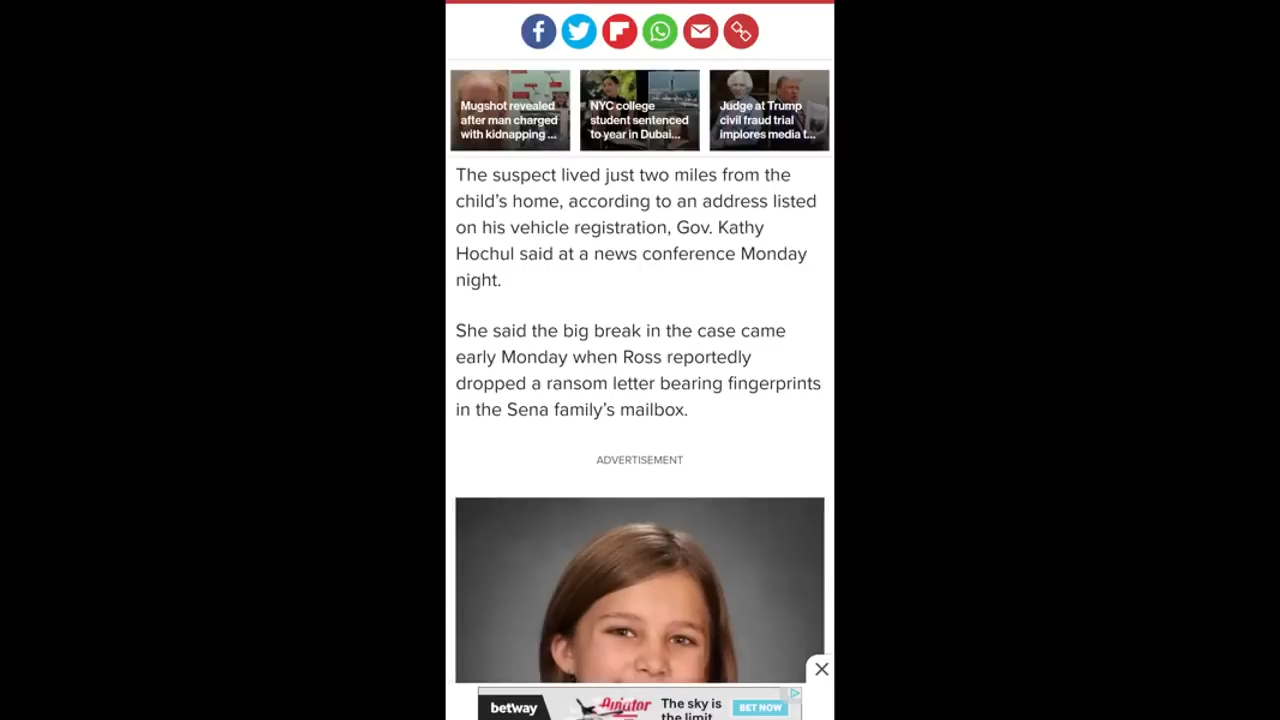 Mugshot revealed
after man charged
with kidnapping ...
NYC college
student sentenced
to year in Dubai...
Judge at Trump
civil fraud trial
implores media t...
The suspect lived just two miles from the
child’s home, according to an address listed
on his vehicle registration, Gov. Kathy
Hochul said at a news conference Monday
night.
She said the big break in the case came
early Monday when Ross reportedly
dropped a ransom letter bearing fingerprints
in the Sena family’s mailbox.
ADVERTISEMENT
betway
Aviator
The sky is
the limit
BET NOW